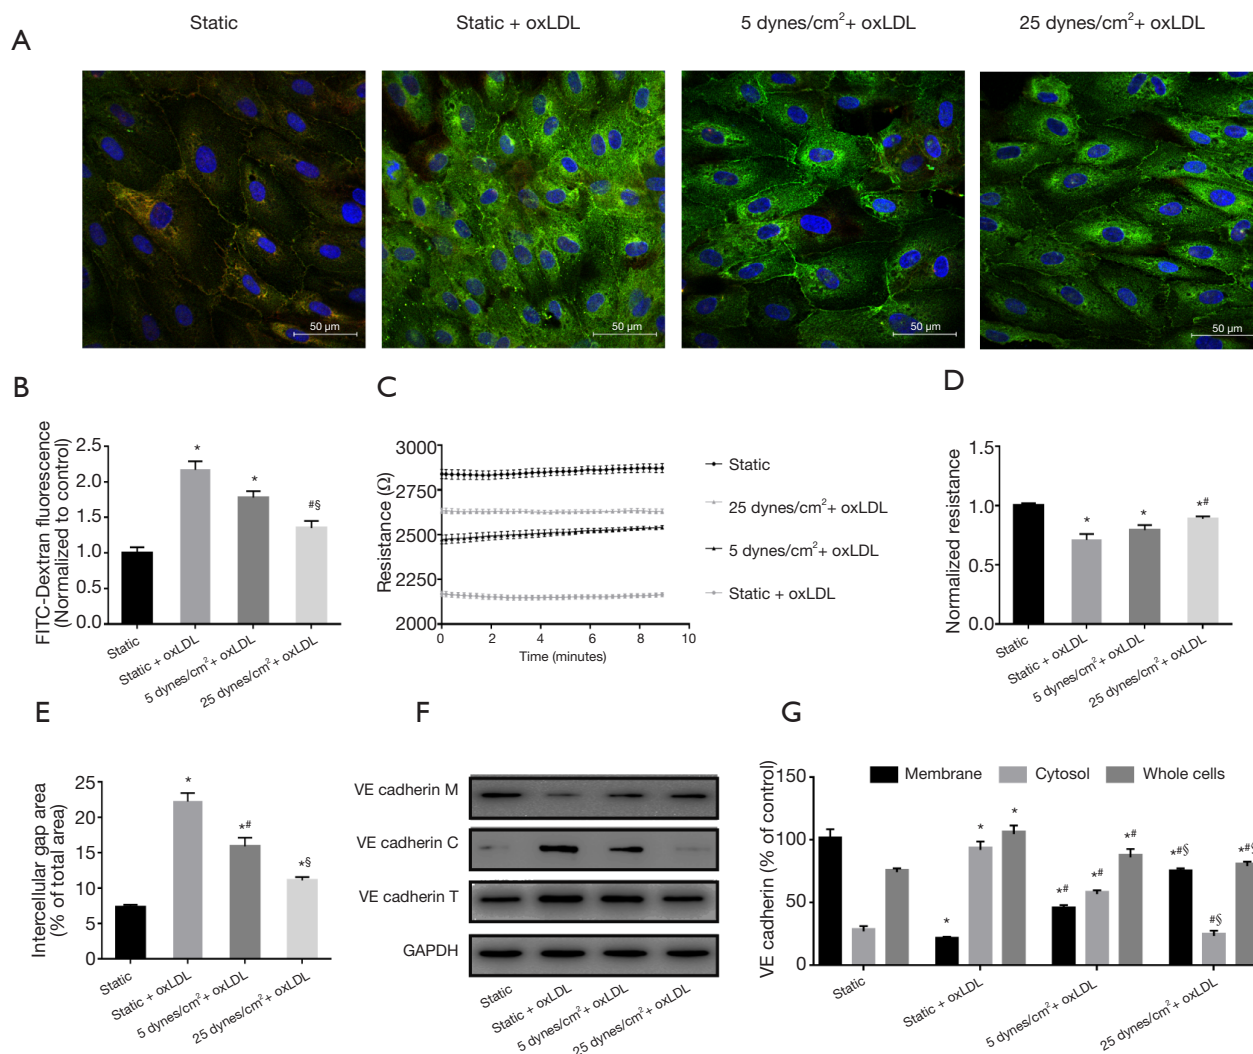 Static
Static + oxLDL
5 dynes/cm²+ oxLDL
25 dynes/cm²+ oxLDL
A
50 µm
50 µm
50 µm
50 µm
B
FITC-Dextran fluorescence
(Normalized to control)
2.5
2.0
1.5
1.0
0.5
0.0
*
*
#§
Static
Static + oxLDL
5 dynes/cm²+ oxLDL
25 dynes/cm²+ oxLDL
C
Resistance (Ω)
3000
2800
2500
2150
2000
0
2
4
6
8
10
Time (minutes)
Static
25 dynes/cm²+ oxLDL
5 dynes/cm²+ oxLDL
Static + oxLDL
D
Normalized resistance
1.5
1.0
0.5
0.0
*
*
*#
Static
Static + oxLDL
5 dynes/cm²+ oxLDL
25 dynes/cm²+ oxLDL
E
Intercellular gap area
(% of total area)
25
20
15
10
5
0
*
*#
*§
Static
Static + oxLDL
5 dynes/cm²+ oxLDL
25 dynes/cm²+ oxLDL
F
VE cadherin M
VE cadherin C
VE cadherin T
GAPDH
Static
Static + oxLDL
5 dynes/cm²+ oxLDL
25 dynes/cm²+ oxLDL
G
Membrane
Cytosol
Whole cells
VE cadherin (% of control)
150
100
50
0
*
*
*
*#
*#
*#
*#§
#§
*#§
Static
Static + oxLDL
5 dynes/cm²+ oxLDL
25 dynes/cm²+ oxLDL